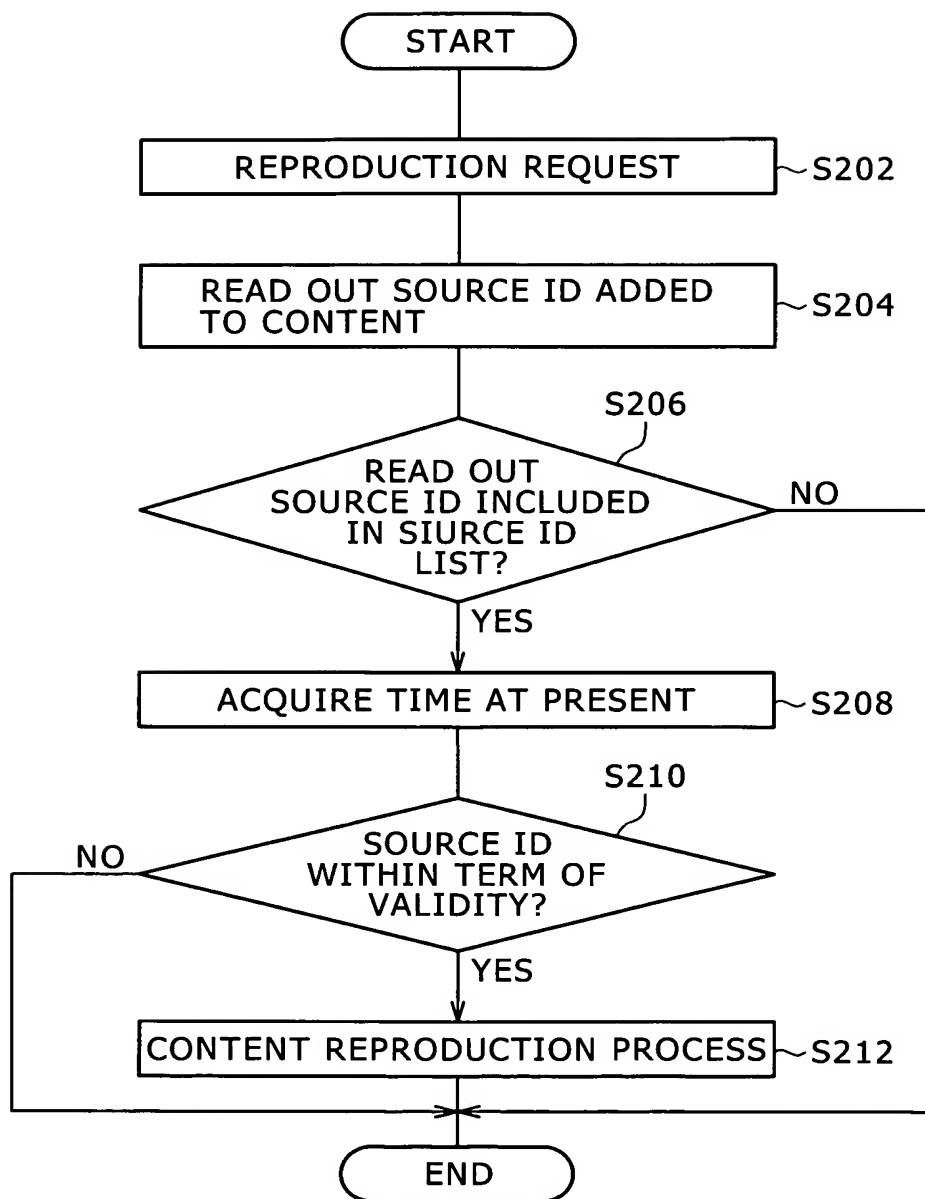 START
REPRODUCTION REQUEST
S202
READ OUT SOURCE ID ADDED
TO CONTENT
S204
S206
READ OUT
SOURCE ID INCLUDED
IN SIURCE ID
LIST?
NO
YES
ACQUIRE TIME AT PRESENT
S208
S210
SOURCE ID
WITHIN TERM OF
VALIDITY?
NO
YES
CONTENT REPRODUCTION PROCESS
S212
END